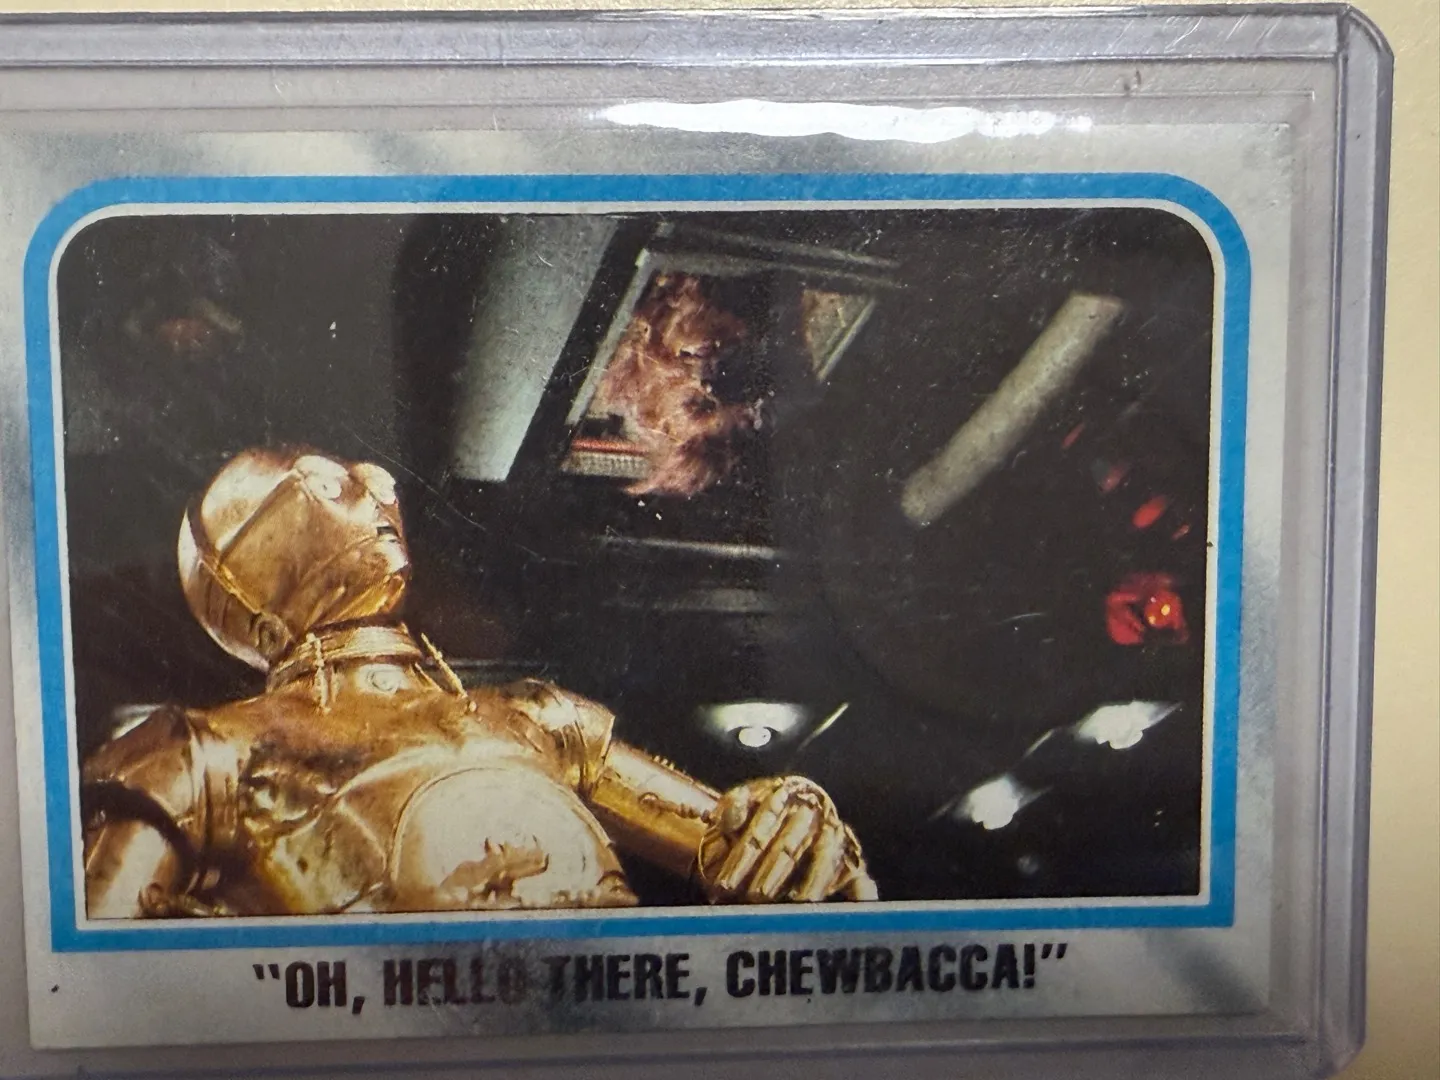 "OH, HELLO THERE, CHEWBACCA!"